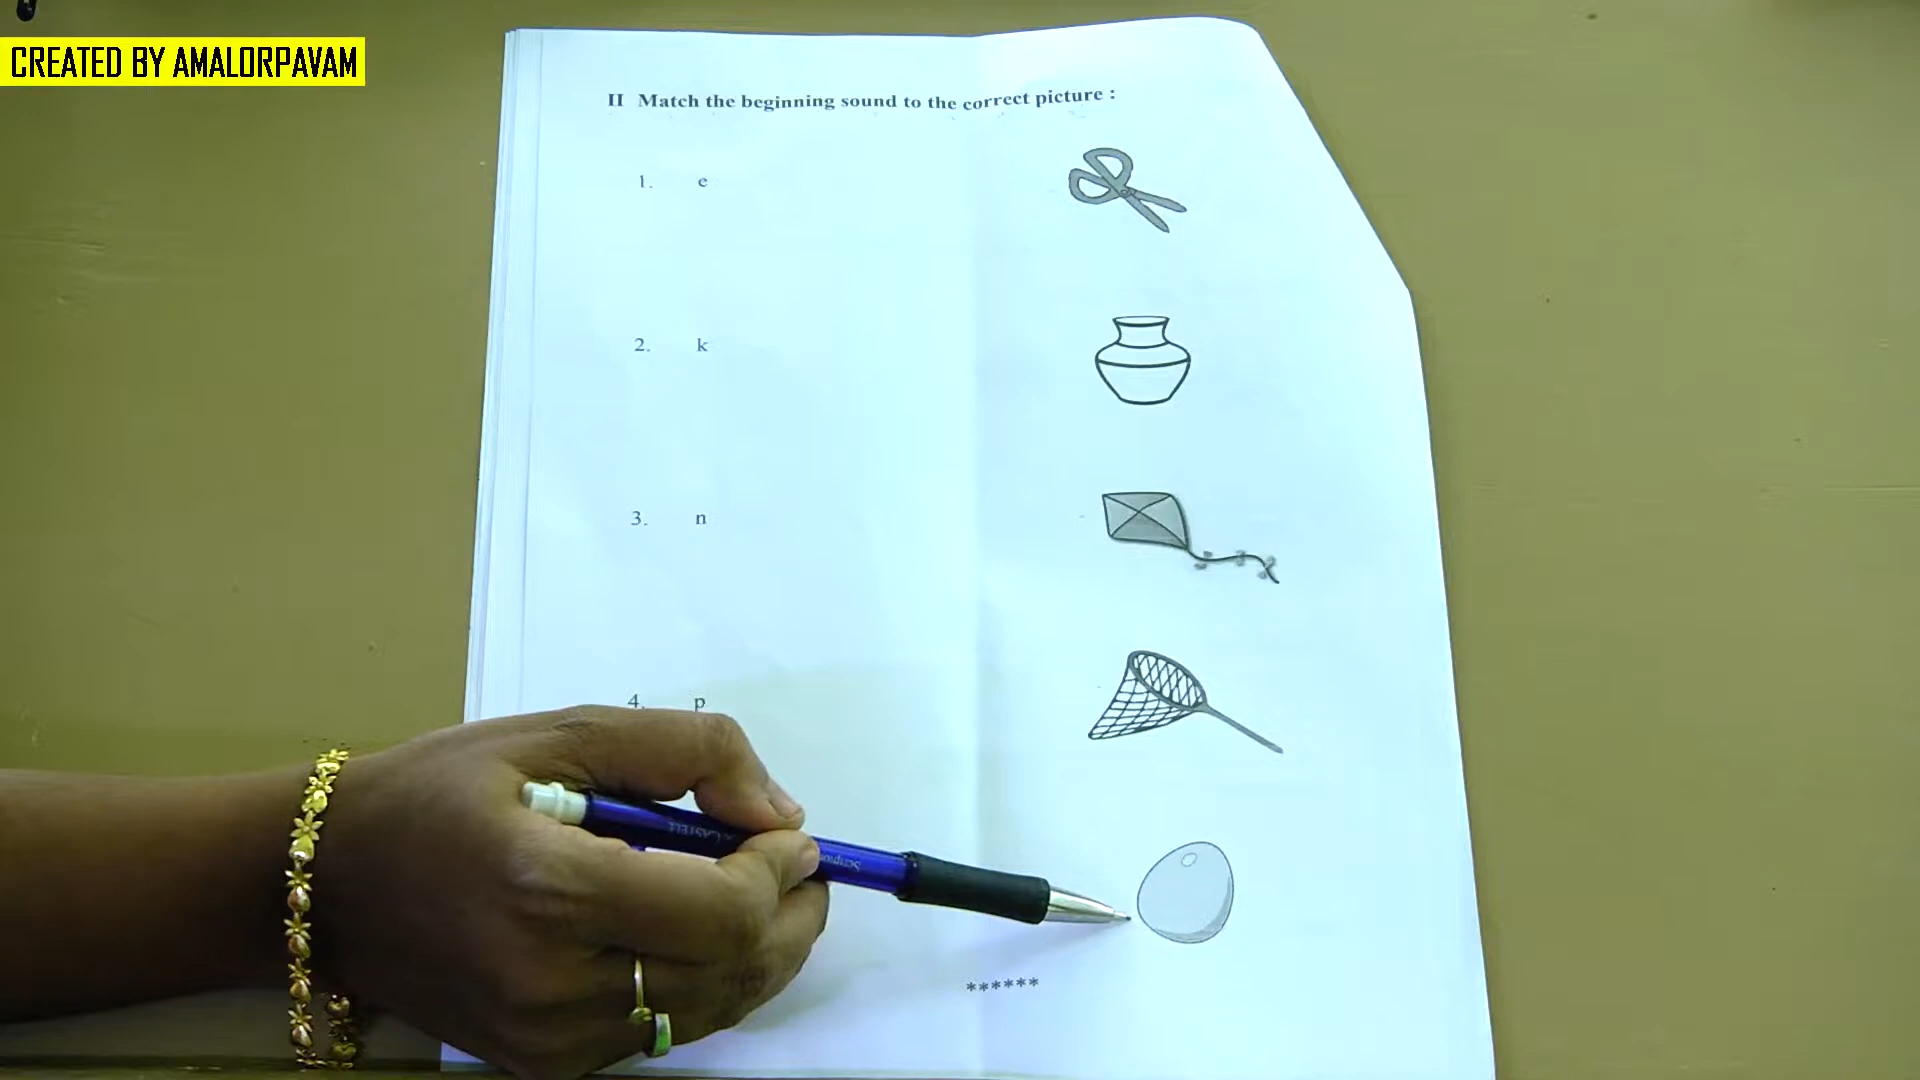 CREATED BY AMALORPAVAM
II Match the beginning sound to the correct picture :
1. e
2. k
3. n
4. p
******